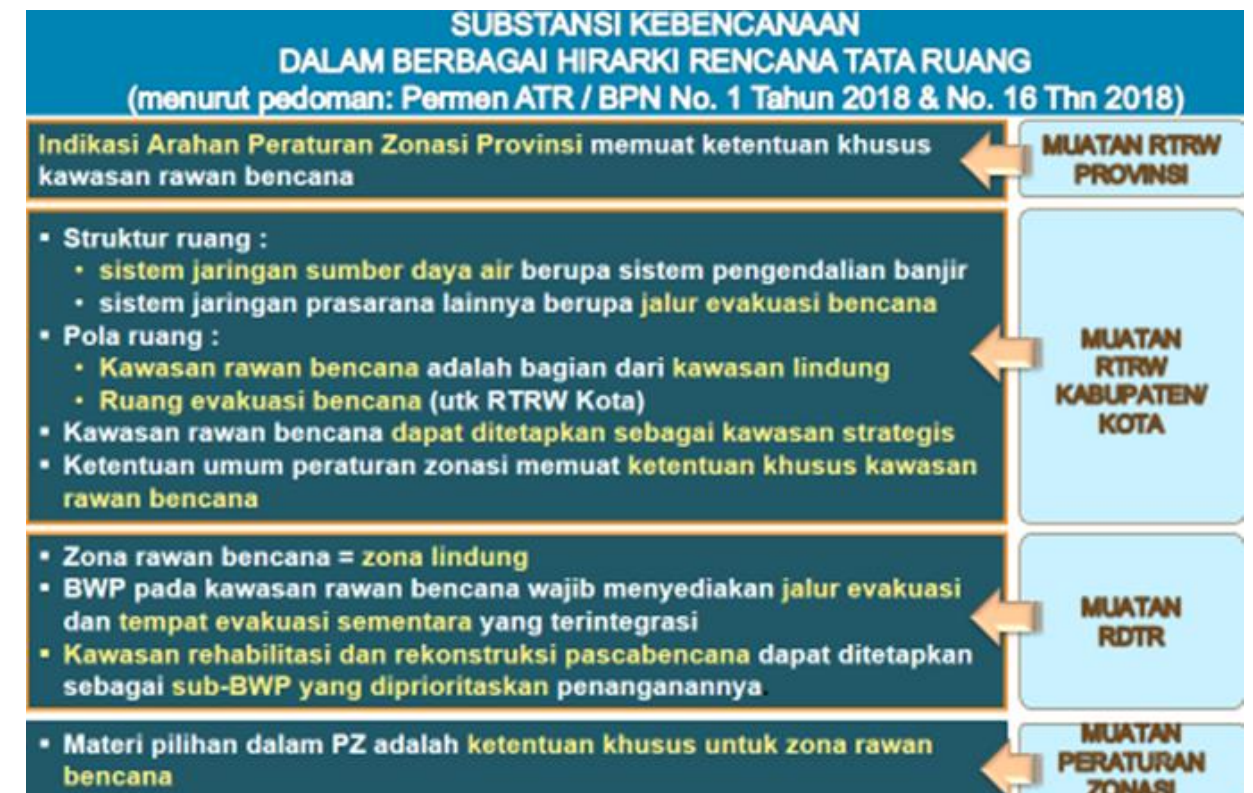 SUBSTANSI KEBENCANAAN
DALAM BERBAGAI HIRARKI RENCANA TATA RUANG
(menurut pedoman: Permen ATR / BPN No. 1 Tahun 2018 & No. 16 Thn 2018)
Indikasi Arahan Peraturan Zonasi Provinsi memuat ketentuan khusus
kawasan rawan bencana
MUATAN RTRW
PROVINSI
▪ Struktur ruang :
• sistem jaringan sumber daya air berupa sistem pengendalian banjir
• sistem jaringan prasarana lainnya berupa jalur evakuasi bencana
▪ Pola ruang :
• Kawasan rawan bencana adalah bagian dari kawasan lindung
• Ruang evakuasi bencana (utk RTRW Kota)
▪ Kawasan rawan bencana dapat ditetapkan sebagai kawasan strategis
▪ Ketentuan umum peraturan zonasi memuat ketentuan khusus kawasan
rawan bencana
MUATAN
RTRW
KABUPATEN/
KOTA
▪ Zona rawan bencana = zona lindung
▪ BWP pada kawasan rawan bencana wajib menyediakan jalur evakuasi
dan tempat evakuasi sementara yang terintegrasi
▪ Kawasan rehabilitasi dan rekonstruksi pascabencana dapat ditetapkan
sebagai sub-BWP yang diprioritaskan penanganannya.
MUATAN
RDTR
▪ Materi pilihan dalam PZ adalah ketentuan khusus untuk zona rawan
bencana
MUATAN
PERATURAN
ZONASI